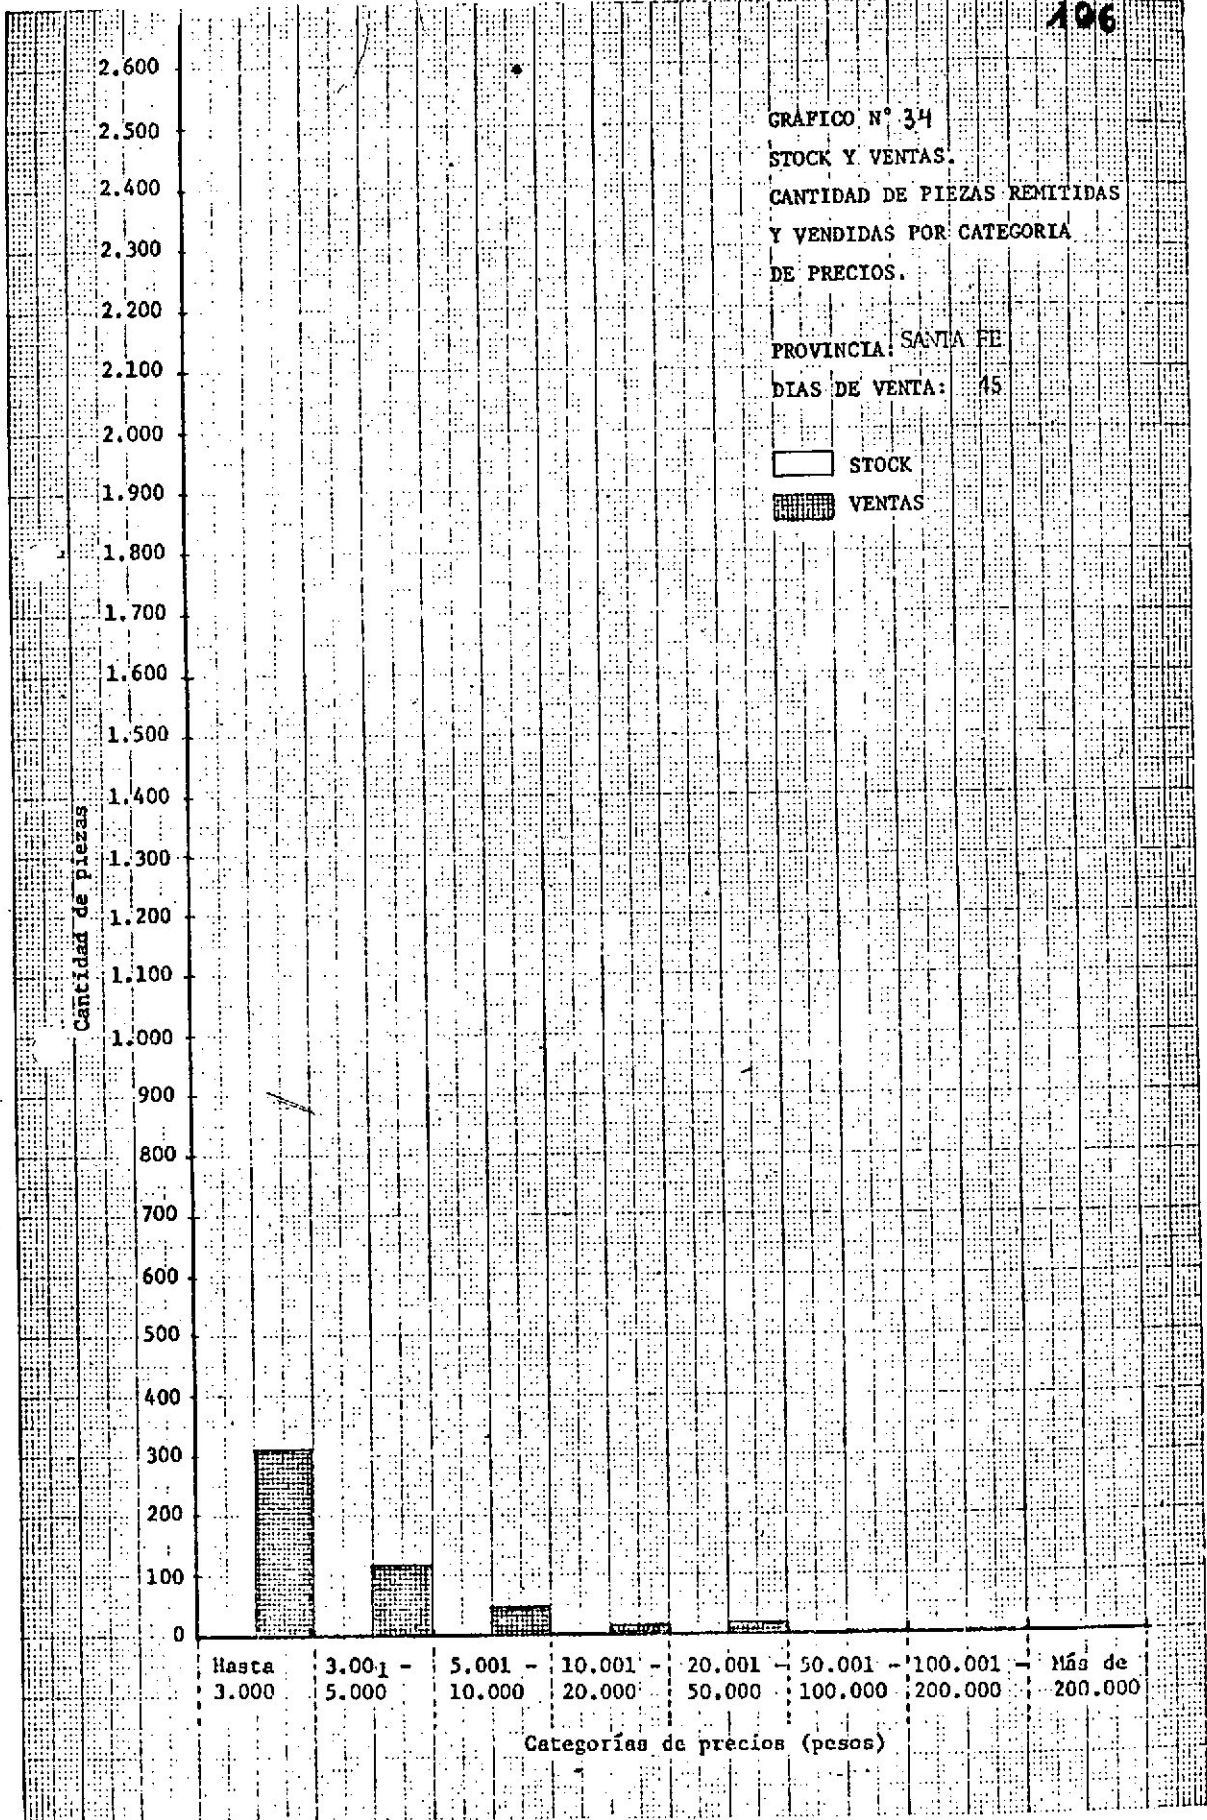 106
GRAFICO N° 34
STOCK Y VENTAS.
CANTIDAD DE PIEZAS REMITIDAS
Y VENDIDAS POR CATEGORIA
DE PRECIOS.
PROVINCIA: SANTA FE
DIAS DE VENTA: 15
STOCK
VENTAS
Cantidad de piezas
2.600
2.500
2.400
2.300
2.200
2.100
2.000
1.900
1.800
1.700
1.600
1.500
1.400
1.300
1.200
1.100
1.000
900
800
700
600
500
400
300
200
100
0
Hasta 3.001 - 5.001 - 10.001 - 20.001 - 50.001 - 100.001 - Más de
3.000 5.000 10.000 20.000 50.000 100.000 200.000 200.000
Categorías de precios (pesos)